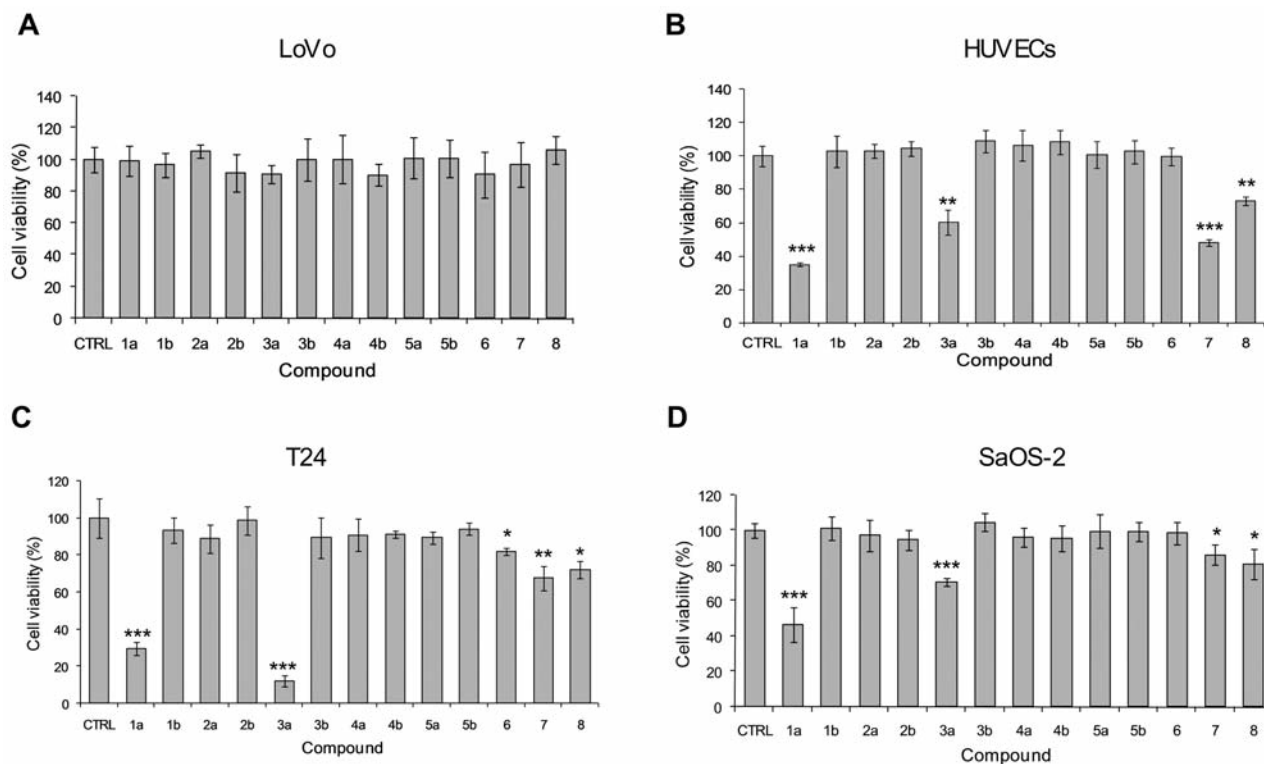 A
LoVo
Cell viability (%)
140
120
100
80
60
40
20
0
CTRL 1a 1b 2a 2b 3a 3b 4a 4b 5a 5b 6 7 8
Compound
B
HUVECs
Cell viability (%)
140
120
100
80
60
40
20
0
***
**
***
**
CTRL 1a 1b 2a 2b 3a 3b 4a 4b 5a 5b 6 7 8
Compound
C
T24
Cell viability (%)
120
100
80
60
40
20
0
***
***
*
**
*
CTRL 1a 1b 2a 2b 3a 3b 4a 4b 5a 5b 6 7 8
Compound
D
SaOS-2
Cell viability (%)
120
100
80
60
40
20
0
***
***
*
*
CTRL 1a 1b 2a 2b 3a 3b 4a 4b 5a 5b 6 7 8
Compound